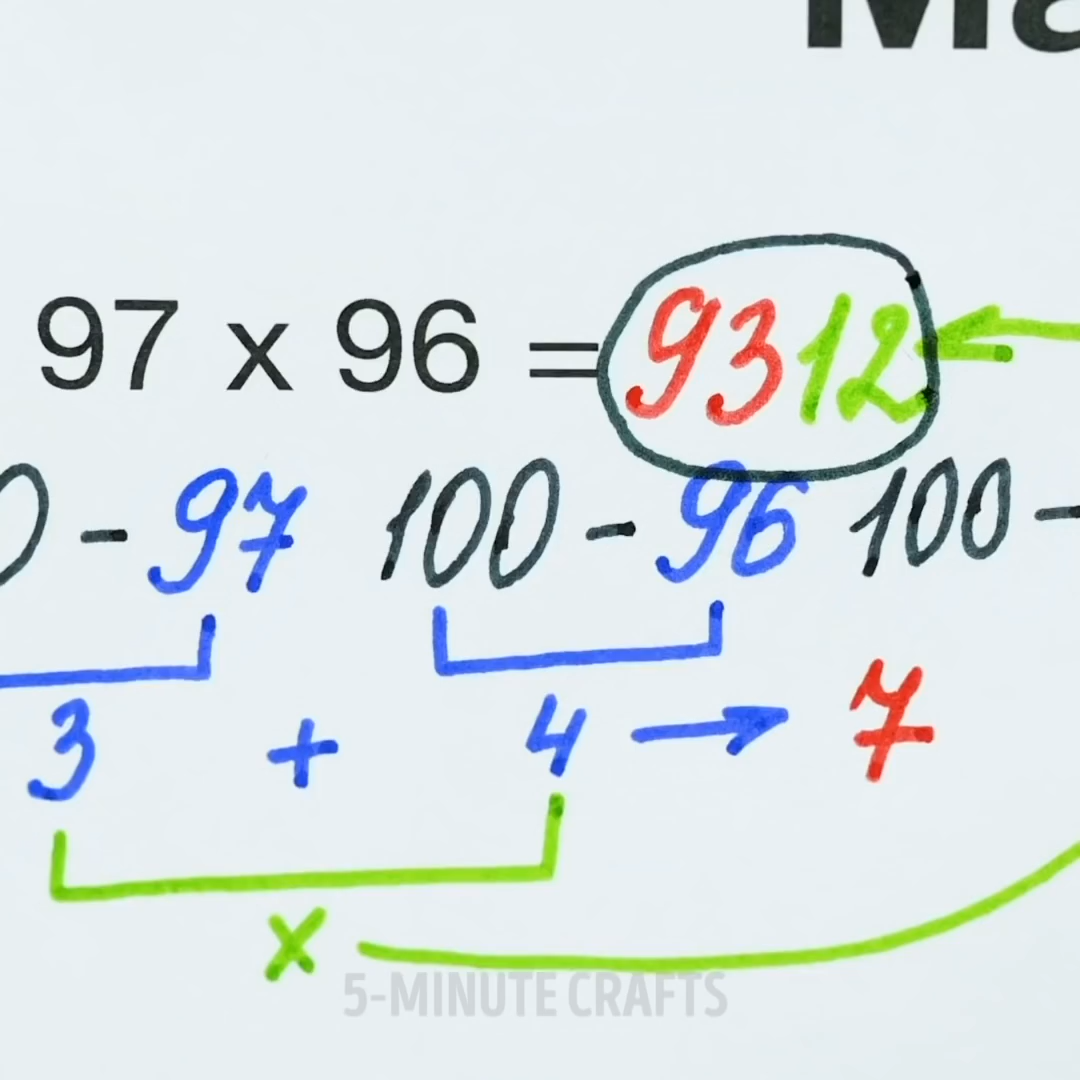 Ma
97 x 96 = 9312
0 - 97 100 - 96 100 -
3 + 4 → 7
x
5-MINUTE CRAFTS